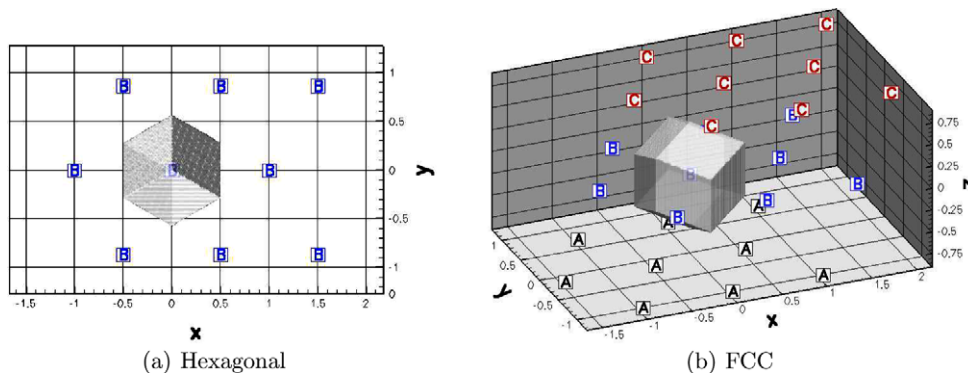 B B B
B B B
B B B
1
0.5
0
-0.5
-1
0
y
-1.5 -1 -0.5 0 0.5 1 1.5 2
x
(a) Hexagonal
C C C
C C C
C C C
B B
B B B
B B B
A A
A A A
A A A
0.75
0.5
0.25
0
-0.25
-0.5
-0.75
z
1
0.5
0
-0.5
-1
y
-1.5 -1 -0.5 0 0.5 1 1.5 2
x
(b) FCC